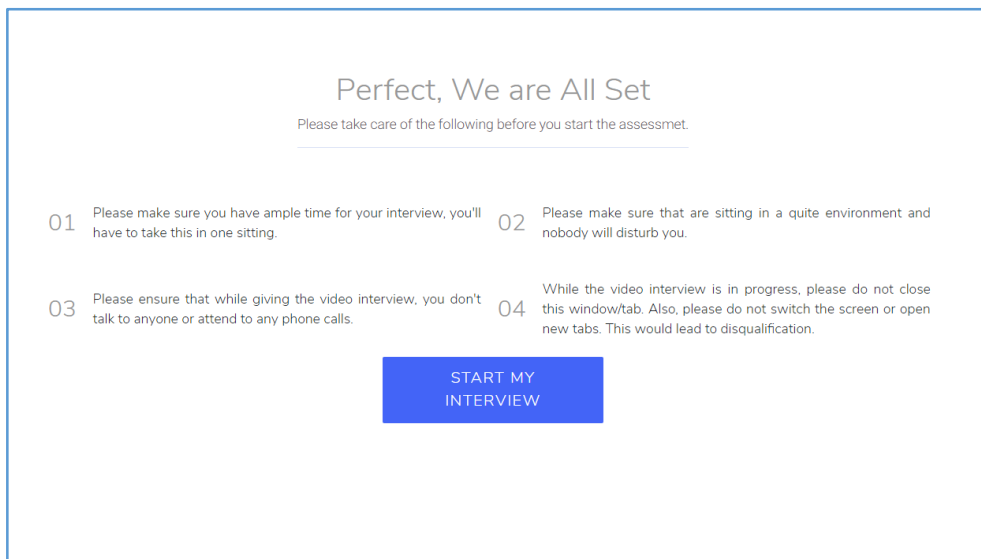 Perfect, We are All Set
Please take care of the following before you start the assessmet.
01
Please make sure you have ample time for your interview, you'll
have to take this in one sitting.
02
Please make sure that are sitting in a quite environment and
nobody will disturb you.
03
Please ensure that while giving the video interview, you don't
talk to anyone or attend to any phone calls.
04
While the video interview is in progress, please do not close
this window/tab. Also, please do not switch the screen or open
new tabs. This would lead to disqualification.
START MY
INTERVIEW